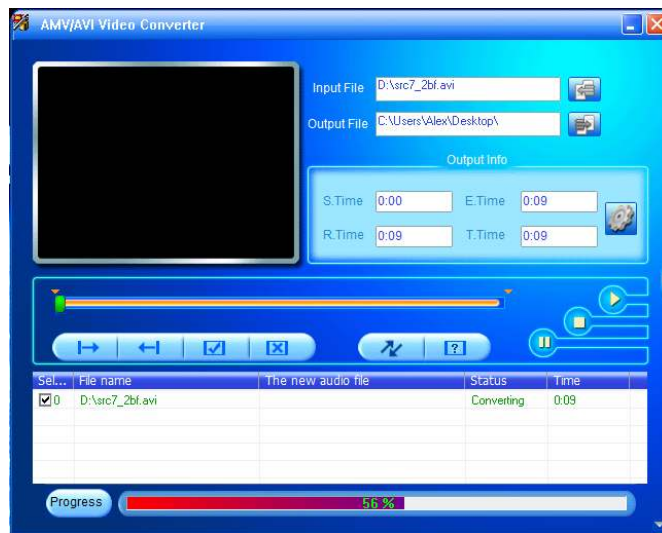 AMV/AVI Video Converter
Input File D:\src7_2bf.avi
Output File C:\Users\Alex\Desktop\
Output Info
S.Time 0:00 E.Time 0:09
R.Time 0:09 T.Time 0:09
Sel... File name The new audio file Status Time
0 D:\src7_2bf.avi Converting 0:09
Progress 56 %